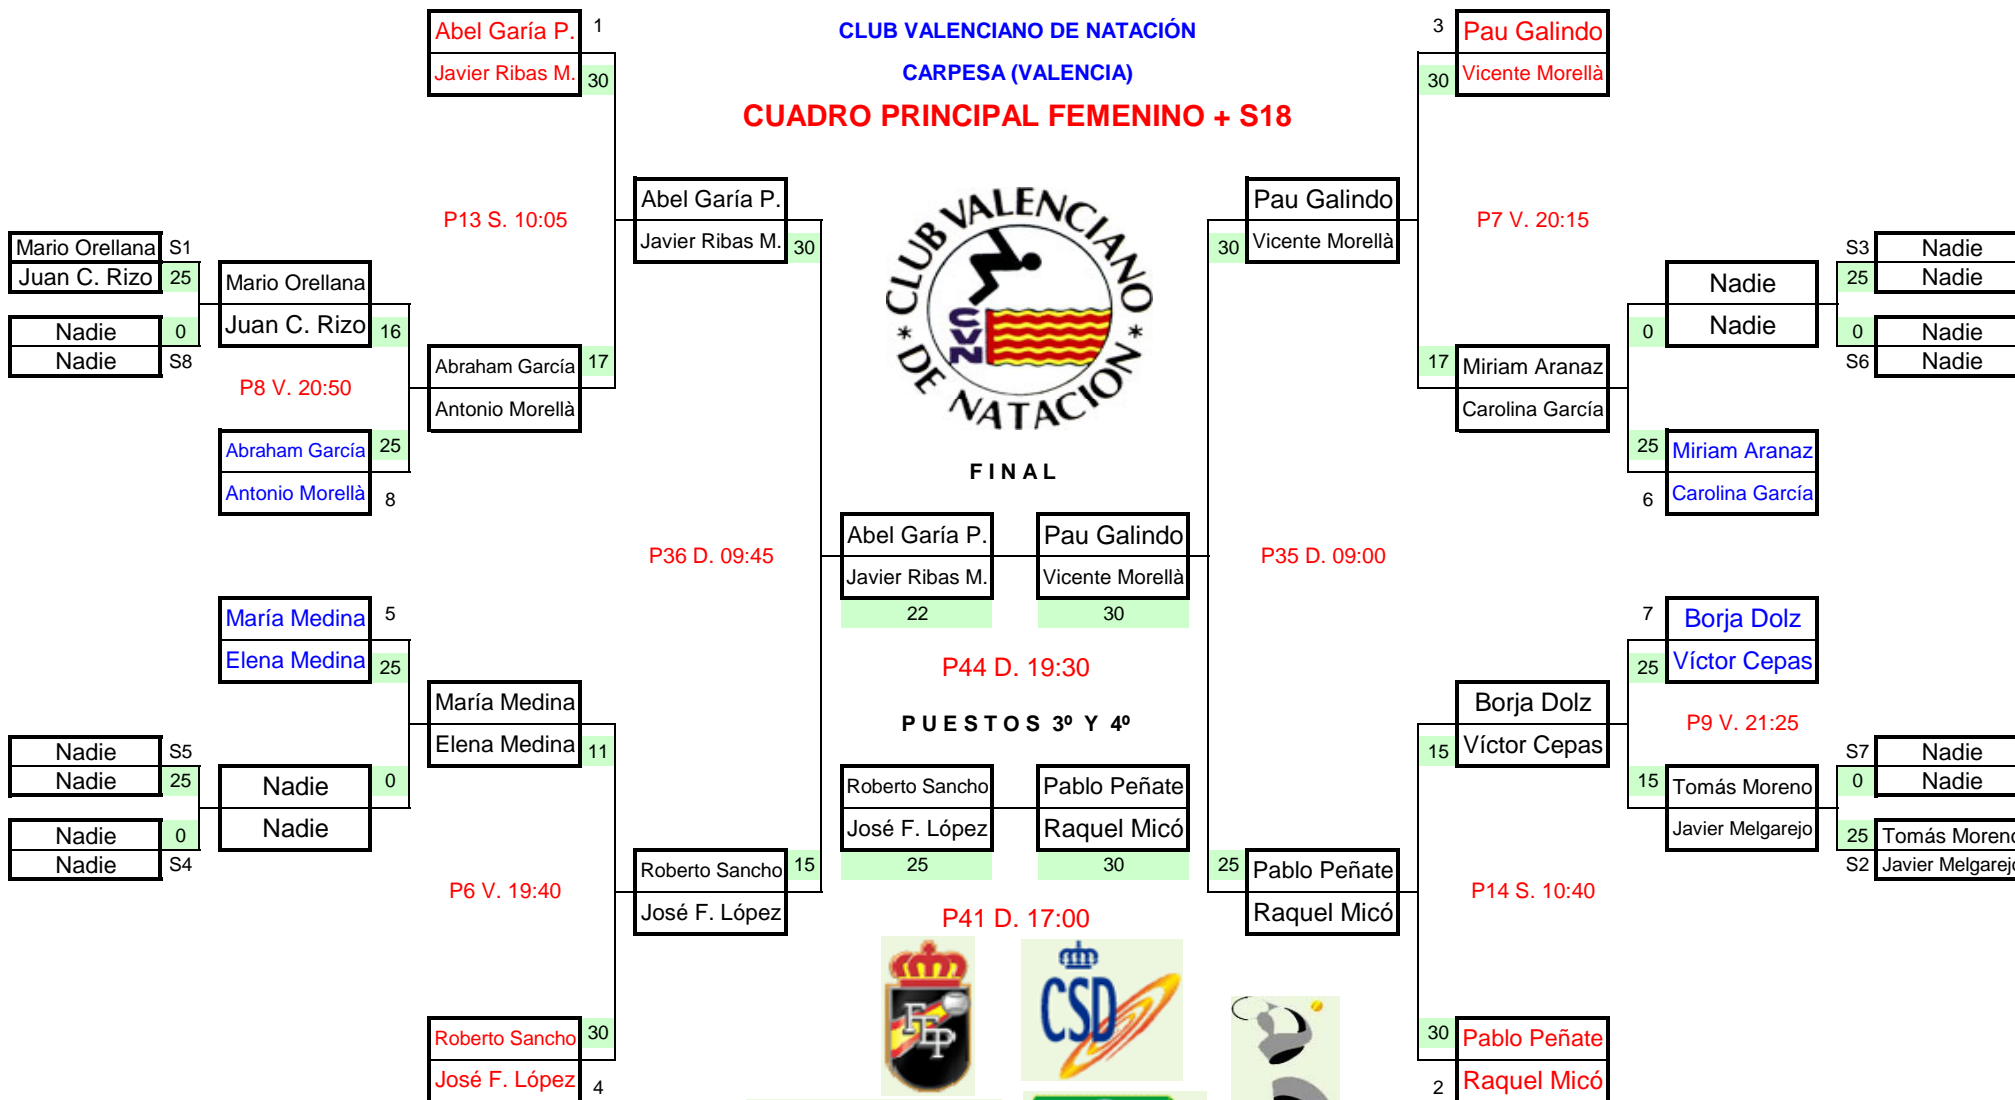 Abel Garía P. 1
Javier Ribas M. 30
CLUB VALENCIANO DE NATACIÓN
CARPESA (VALENCIA)
CUADRO PRINCIPAL FEMENINO + S18
3 Pau Galindo
30 Vicente Morellà
P13 S. 10:05
Abel Garía P.
Javier Ribas M. 30
CLUB VALENCIANO
* DE NATACION *
CVN
Pau Galindo
30 Vicente Morellà
P7 V. 20:15
Mario Orellana S1
Juan C. Rizo 25
Nadie 0
Nadie S8
Mario Orellana
Juan C. Rizo 16
P8 V. 20:50
Abraham García 25
Antonio Morellà 8
Abraham García 17
Antonio Morellà
S3 Nadie
25 Nadie
0 Nadie
S6 Nadie
Nadie
0 Nadie
17 Miriam Aranaz
Carolina García
25 Miriam Aranaz
6 Carolina García
FINAL
Abel Garía P.
Javier Ribas M.
22
Pau Galindo
Vicente Morellà
30
P44 D. 19:30
P36 D. 09:45
P35 D. 09:00
María Medina 5
Elena Medina 25
María Medina
Elena Medina 11
Nadie S5
Nadie 25
Nadie 0
Nadie S4
Nadie 0
Nadie
P6 V. 19:40
PUESTOS 3º Y 4º
Roberto Sancho
José F. López
25
Pablo Peñate
Raquel Micó
30
P41 D. 17:00
7 Borja Dolz
25 Víctor Cepas
P9 V. 21:25
Borja Dolz
15 Víctor Cepas
15 Tomás Moreno
Javier Melgarejo
S7 Nadie
0 Nadie
25 Tomás Moreno
S2 Javier Melgarejo
Roberto Sancho 15
José F. López
25 Pablo Peñate
Raquel Micó
P14 S. 10:40
Roberto Sancho 30
José F. López 4
FEP
CSD
30 Pablo Peñate
2 Raquel Micó